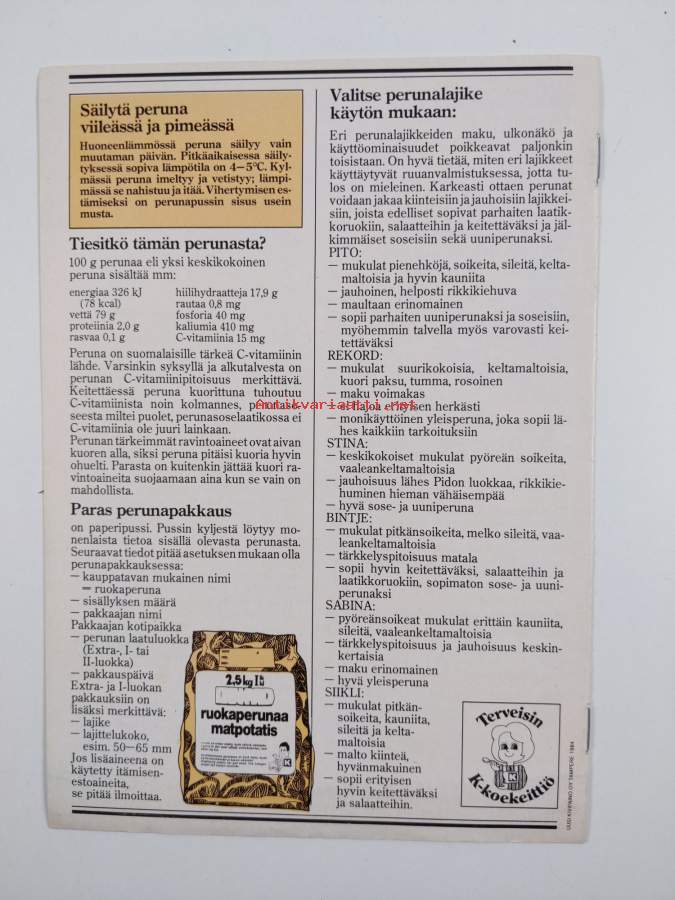 Säilytä peruna
viileässä ja pimeässä
Huoneenlämmössä peruna säilyy vain
muutaman päivän. Pitkäaikaisessa säily-
tyksessä sopiva lämpötila on 4—5°C. Kyl-
mässä peruna imeltyy ja vetistyy; lämpi-
mässä se nahistuu ja itää. Vihertymisen es-
tämiseksi on perunapussin sisus usein
musta.
Tiesitkö tämän perunasta?
100 g perunaa eli yksi keskikokoinen
peruna sisältää mm:
energiaa 326 kJ
(78 kcal)
vettä 79 g
proteiinia 2,0 g
rasvaa 0,1 g
hiilihydraatteja 17,9 g
rautaa 0,8 mg
fosforia 40 mg
kaliumia 410 mg
C-vitamiinia 15 mg
Peruna on suomalaisille tärkeä C-vitamiinin
lähde. Varsinkin syksyllä ja alkutalvesta on
perunan C-vitamiinipitoisuus merkittävä.
Keitettäessä peruna kuorittuna tuhoutuu
C-vitamiinista noin kolmannes,
seesta miltei puolet, perunasoselaatikossa ei
C-vitamiinia ole juuri lainkaan.
Perunan tärkeimmät ravintoaineet ovat aivan
kuoren alla, siksi peruna pitäisi kuoria hyvin
ohuelti. Parasta on kuitenkin jättää kuori ra-
vintoaineita suojaamaan aina kun se vain on
mahdollista.
Paras perunapakkaus
on paperipussi. Pussin kyljestä löytyy mo-
nenlaista tietoa sisällä olevasta perunasta.
Seuraavat tiedot pitää asetuksen mukaan olla
perunapakkauksessa:
— kauppatavan mukainen nimi
= ruokaperuna
— sisällyksen määrä
— pakkaajan nimi
Pakkaajan kotipaikka
— perunan laatuluokka
(Extra-, I- tai
II-luokka)
— pakkauspäivä
Extra- ja I-luokan
pakkauksiin on
lisäksi merkittävä:
— lajike
— lajittelukoko,
esim. 50—65 mm
Jos lisäaineena on
käytetty itämisen-
estoaineita,
se pitää ilmoittaa.
2,5 kg I
ruokaperunaa
matpotatis
Valitse perunalajike
käytön mukaan:
Eri perunalajikkeiden maku, ulkonäkö ja
käyttöominaisuudet poikkeavat paljonkin
toisistaan. On hyvä tietää, miten eri lajikkeet
käyttäytyvät ruuanvalmistuksessa, jotta tu-
los on mieleinen. Karkeasti ottaen perunat
voidaan jakaa kiinteisiin ja jauhoisiin lajikkei-
siin, joista edelliset sopivat parhaiten laatik-
koruokiin, salaatteihin ja keitettäväksi ja jäl-
kimmäiset soseisiin sekä uuniperunaksi.
PITO:
— mukulat pienehköjä, soikeita, sileitä, kelta-
maltoisia ja hyvin kauniita
— jauhoinen, helposti rikkikiehuva
— maultaan erinomainen
— sopii parhaiten uuniperunaksi ja soseisiin,
myöhemmin talvella myös varovasti kei-
tettäväksi
REKORD:
— mukulat suurikokoisia, keltamaltoisia,
kuori paksu, tumma, rosoinen
— maku voimakas
antikvariaatti.net
herkästi
— monikäyttöinen yleisperuna, joka sopii lä-
hes kaikkiin tarkoituksiin
STINA:
— keskikokoiset mukulat pyöreän soikeita,
vaaleankeltamaltoisia
— jauhoisuus lähes Pidon luokkaa, rikkikie-
huminen hieman vähäisempää
— hyvä sose- ja uuniperuna
BINTJE:
— mukulat pitkänsoikeita, melko sileitä, vaa-
leankeltamaltoisia
— tärkkelyspitoisuus matala
— sopii hyvin keitettäväksi, salaatteihin ja
laatikkoruokiin, sopimaton sose- ja uuni-
perunaksi
SABINA:
— pyöreänsoikeat mukulat erittäin kauniita,
sileitä, vaaleankeltamaltoisia
— tärkkelyspitoisuus ja jauhoisuus keskin-
kertaisia
— maku erinomainen
— hyvä yleisperuna
SIIKLI:
— mukulat pitkän-
soikeita, kauniita,
sileitä ja kelta-
maltoisia
— malto kiinteä,
hyvänmakuinen
— sopii erityisen
hyvin keitettäväksi
ja salaatteihin.
Terveisin
K
K-koekeittiö
UUSI KIVIPAINO OY TAMPERE 1984